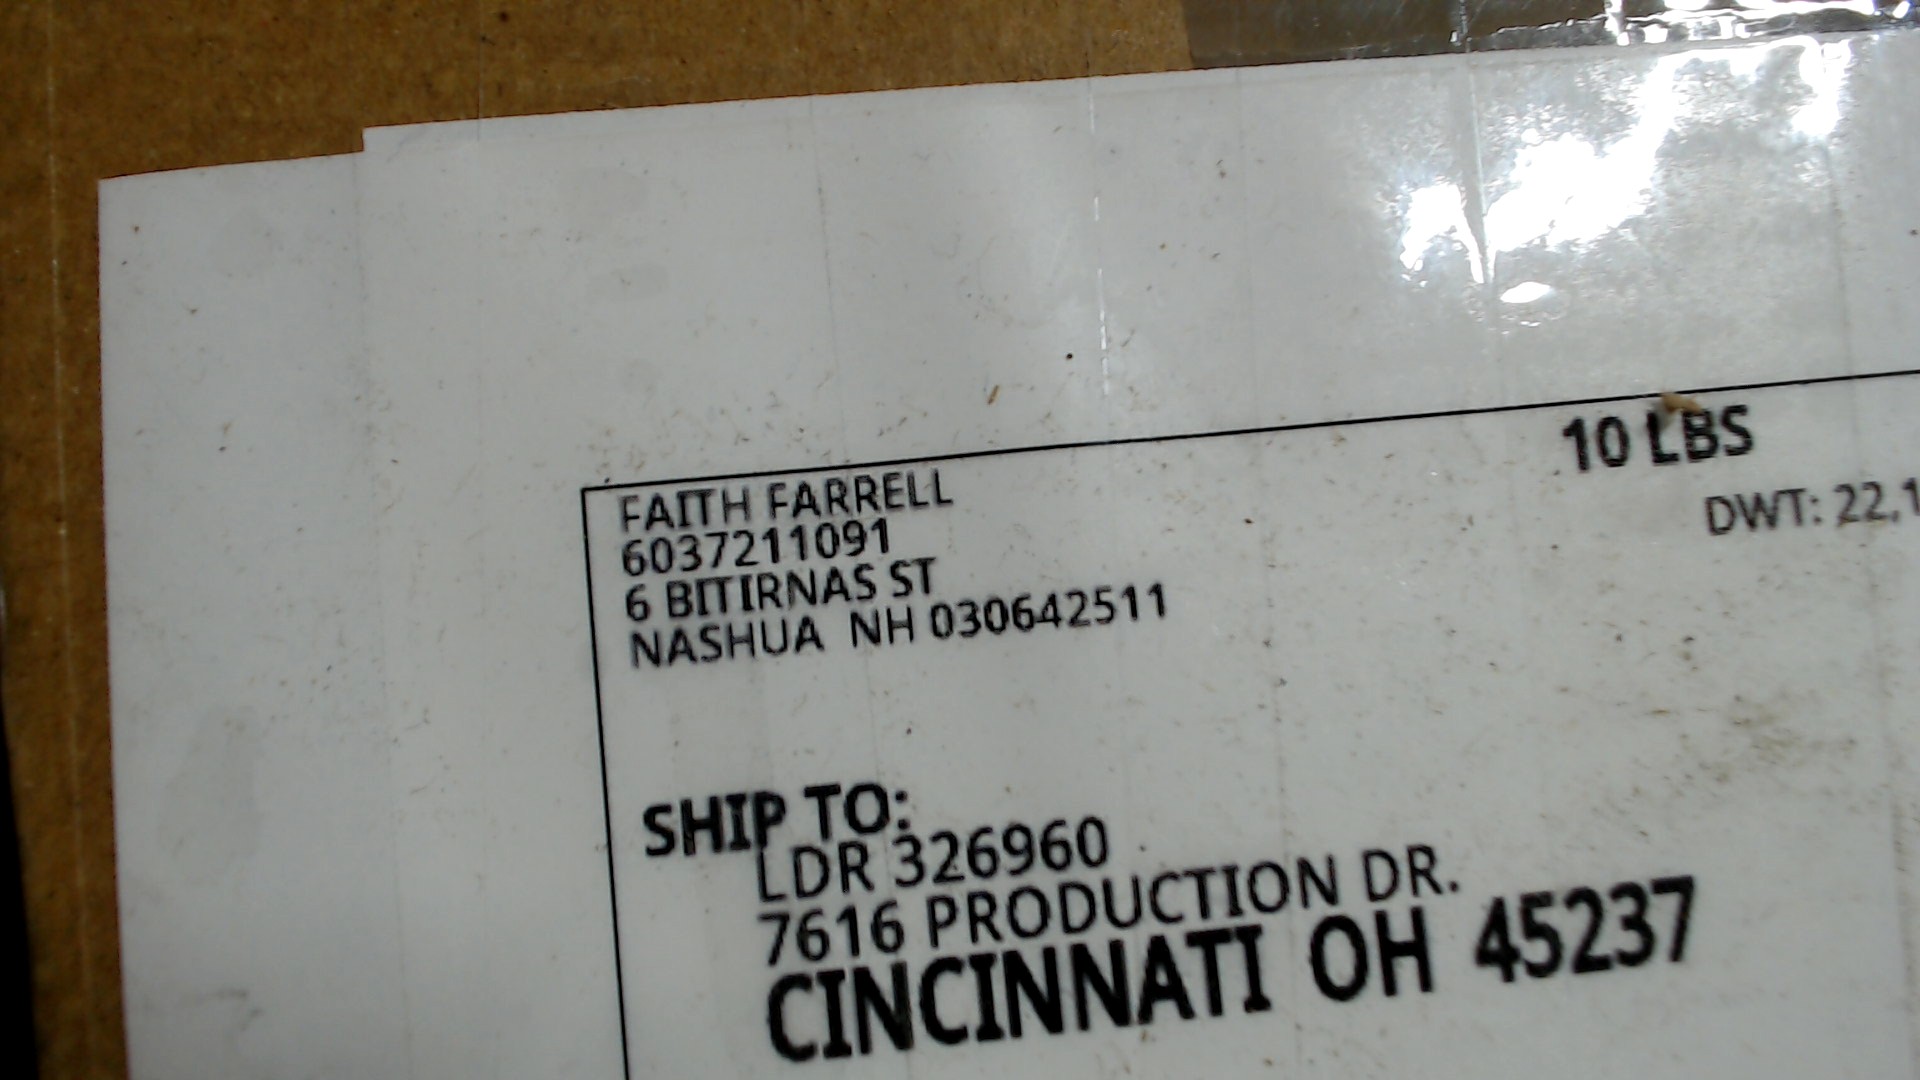 FAITH FARRELL
6037211091
6 BITIRNAS ST
NASHUA NH 030642511
10 LBS
DWT: 22,1
SHIP TO:
LDR 326960
7616 PRODUCTION DR.
CINCINNATI OH 45237